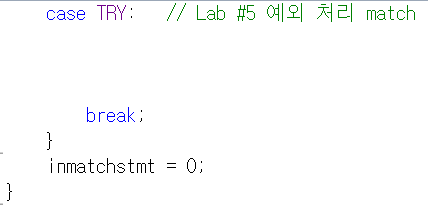 case TRY:   // Lab #5 예외 처리 match
break;
}
inmatchstmt = 0;
}